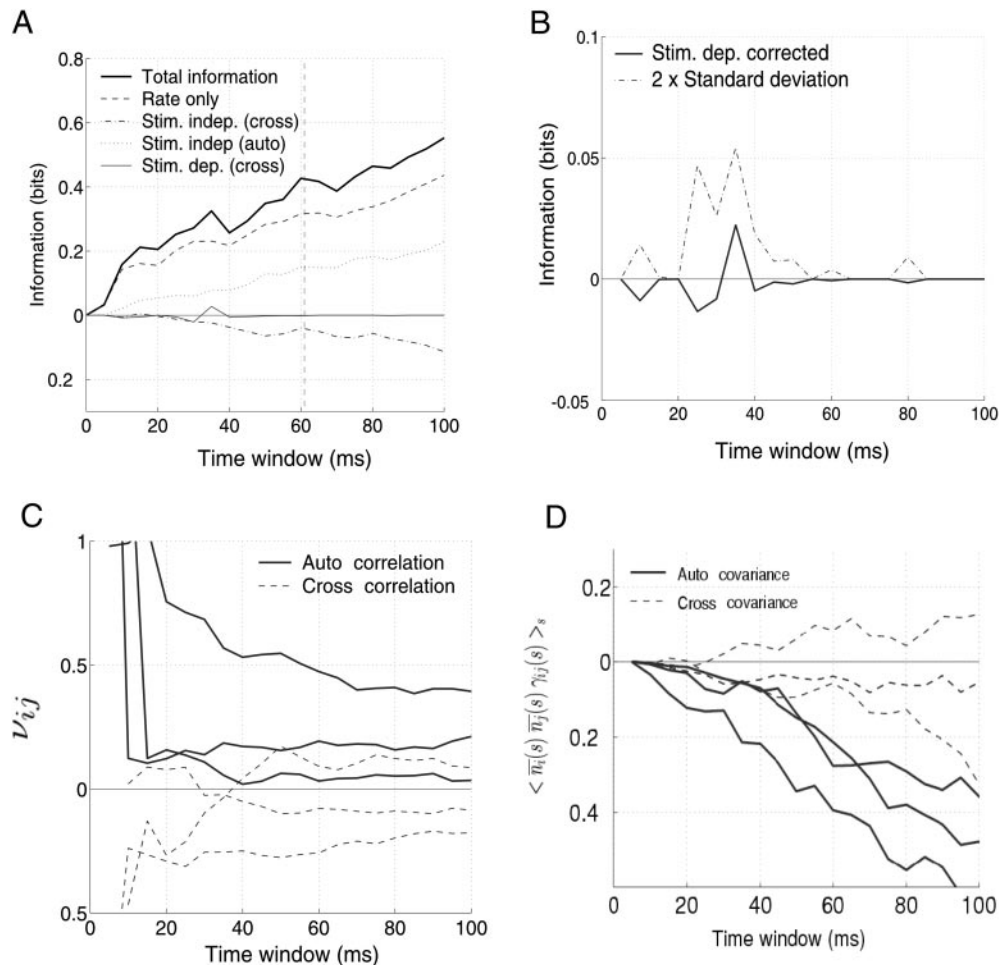 A
0.8
0.6
0.4
0.2
0
0.2
Information (bits)
Total information
Rate only
Stim. indep. (cross)
Stim. indep (auto)
Stim. dep. (cross)
0 20 40 60 80 100
Time window (ms)
B
0.1
0.05
0
-0.05
Information (bits)
Stim. dep. corrected
2 x Standard deviation
0 20 40 60 80 100
Time window (ms)
C
1
0.5
0
0.5
νij
Auto correlation
Cross correlation
0 20 40 60 80 100
Time window (ms)
D
0.2
0
0.2
0.4
< n̅i(s) n̅j(s) γij(s) >s
Auto covariance
Cross covariance
0 20 40 60 80 100
Time window (ms)